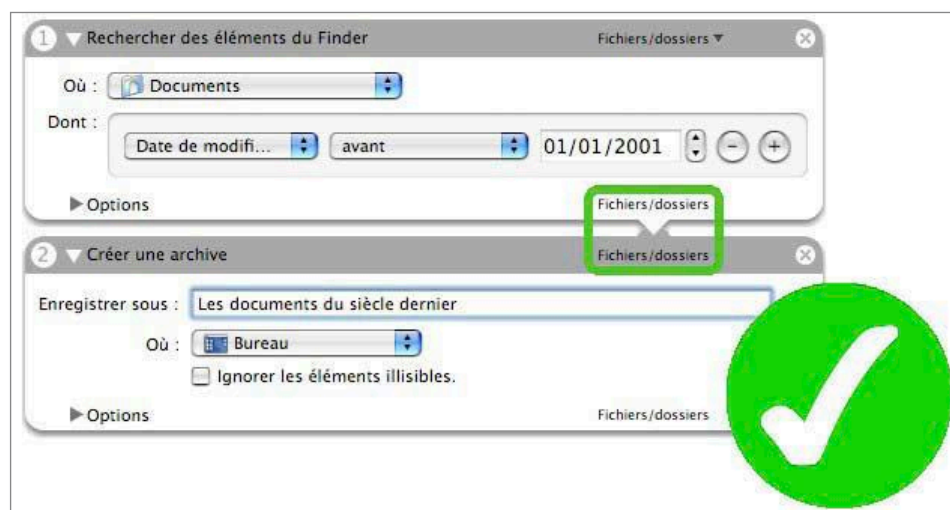 1 Rechercher des éléments du Finder Fichiers/dossiers
Où : Documents
Dont :
Date de modifi... avant 01/01/2001
Options Fichiers/dossiers
2 Créer une archive Fichiers/dossiers
Enregistrer sous : Les documents du siècle dernier
Où : Bureau
Ignorer les éléments illisibles.
Options Fichiers/dossiers